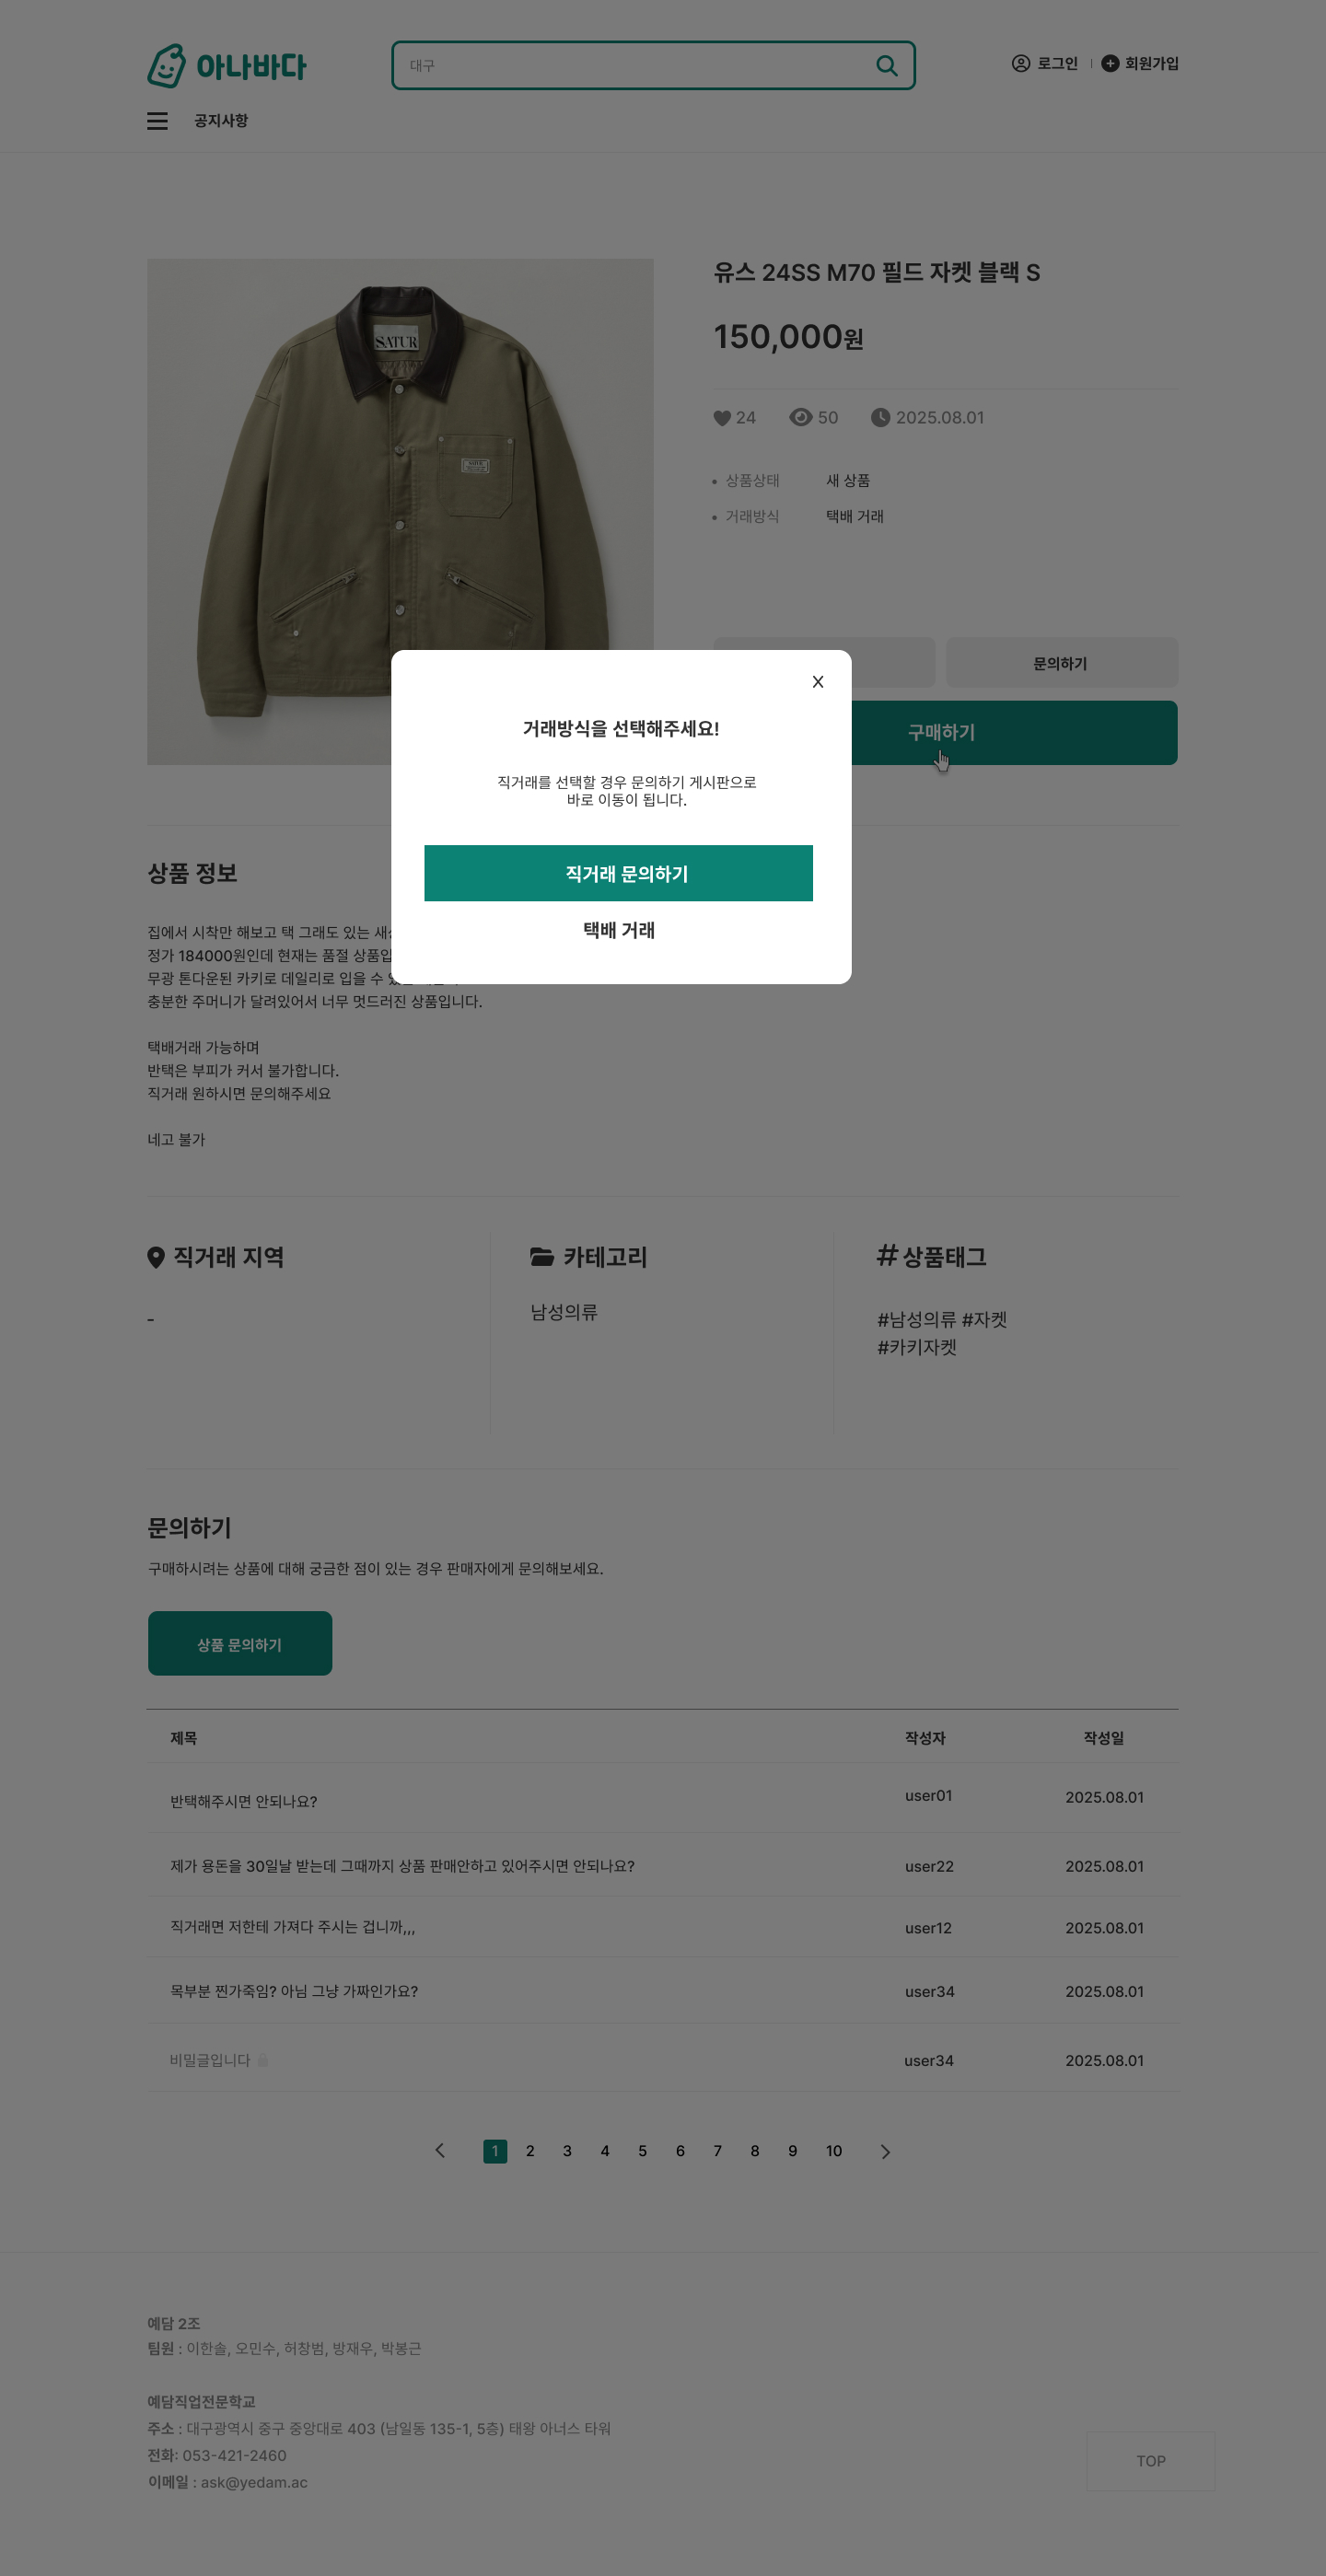 아나바다
대구
로그인
회원가입
공지사항
유스 24SS M70 필드 자켓 블랙 S
150,000원
24 50 2025.08.01
상품상태 새 상품
거래방식 택배 거래
SATUR
문의하기
구매하기
X
거래방식을 선택해주세요!
직거래를 선택할 경우 문의하기 게시판으로
바로 이동이 됩니다.
직거래 문의하기
택배 거래
상품 정보
집에서 시작만 해보고 택 그래도 있는
정가 184000원인데 현재는 품절
무광 톤다운된 카키로 데일리로 입을 수
충분한 주머니가 달려있어서 너무 멋드러진 상품입니다.
택배거래 가능하며
반택은 부피가 커서 불가합니다.
직거래 원하시면 문의해주세요
네고 불가
직거래 지역
-
카테고리
남성의류
# 상품태그
#남성의류 #자켓
#카키자켓
문의하기
구매하시려는 상품에 대해 궁금한 점이 있는 경우 판매자에게 문의해보세요.
상품 문의하기
제목 작성자 작성일
반택해주시면 안되나요? user01 2025.08.01
제가 용돈을 30일날 받는데 그때까지 상품 판매안하고 있어주시면 안되나요? user22 2025.08.01
직거래면 저한테 가져다 주시는 겁니까,,, user12 2025.08.01
목부분 찐가죽임? 아님 그냥 가짜인가요? user34 2025.08.01
비밀글입니다 user34 2025.08.01
1 2 3 4 5 6 7 8 9 10
예담 2조
팀원 : 이한솔, 오민수, 허창범, 방재우, 박봉근
예담직업전문학교
주소 : 대구광역시 중구 중앙대로 403 (남일동 135-1, 5층) 태왕 아너스 타워
전화: 053-421-2460
이메일 : ask@yedam.ac
TOP